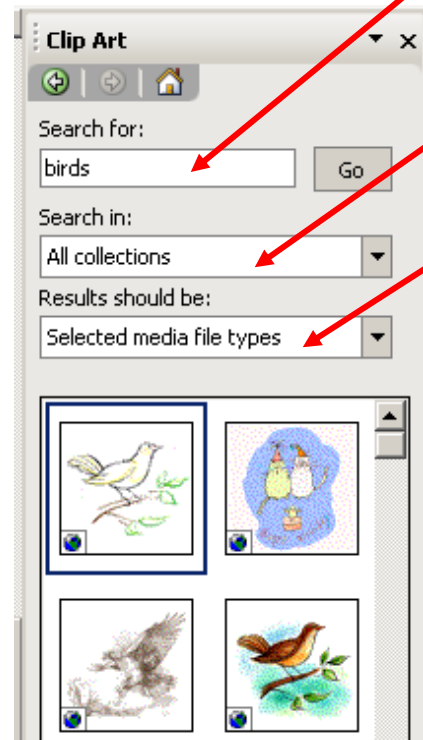 Clip Art
Search for:
birds
Go
Search in:
All collections
Results should be:
Selected media file types